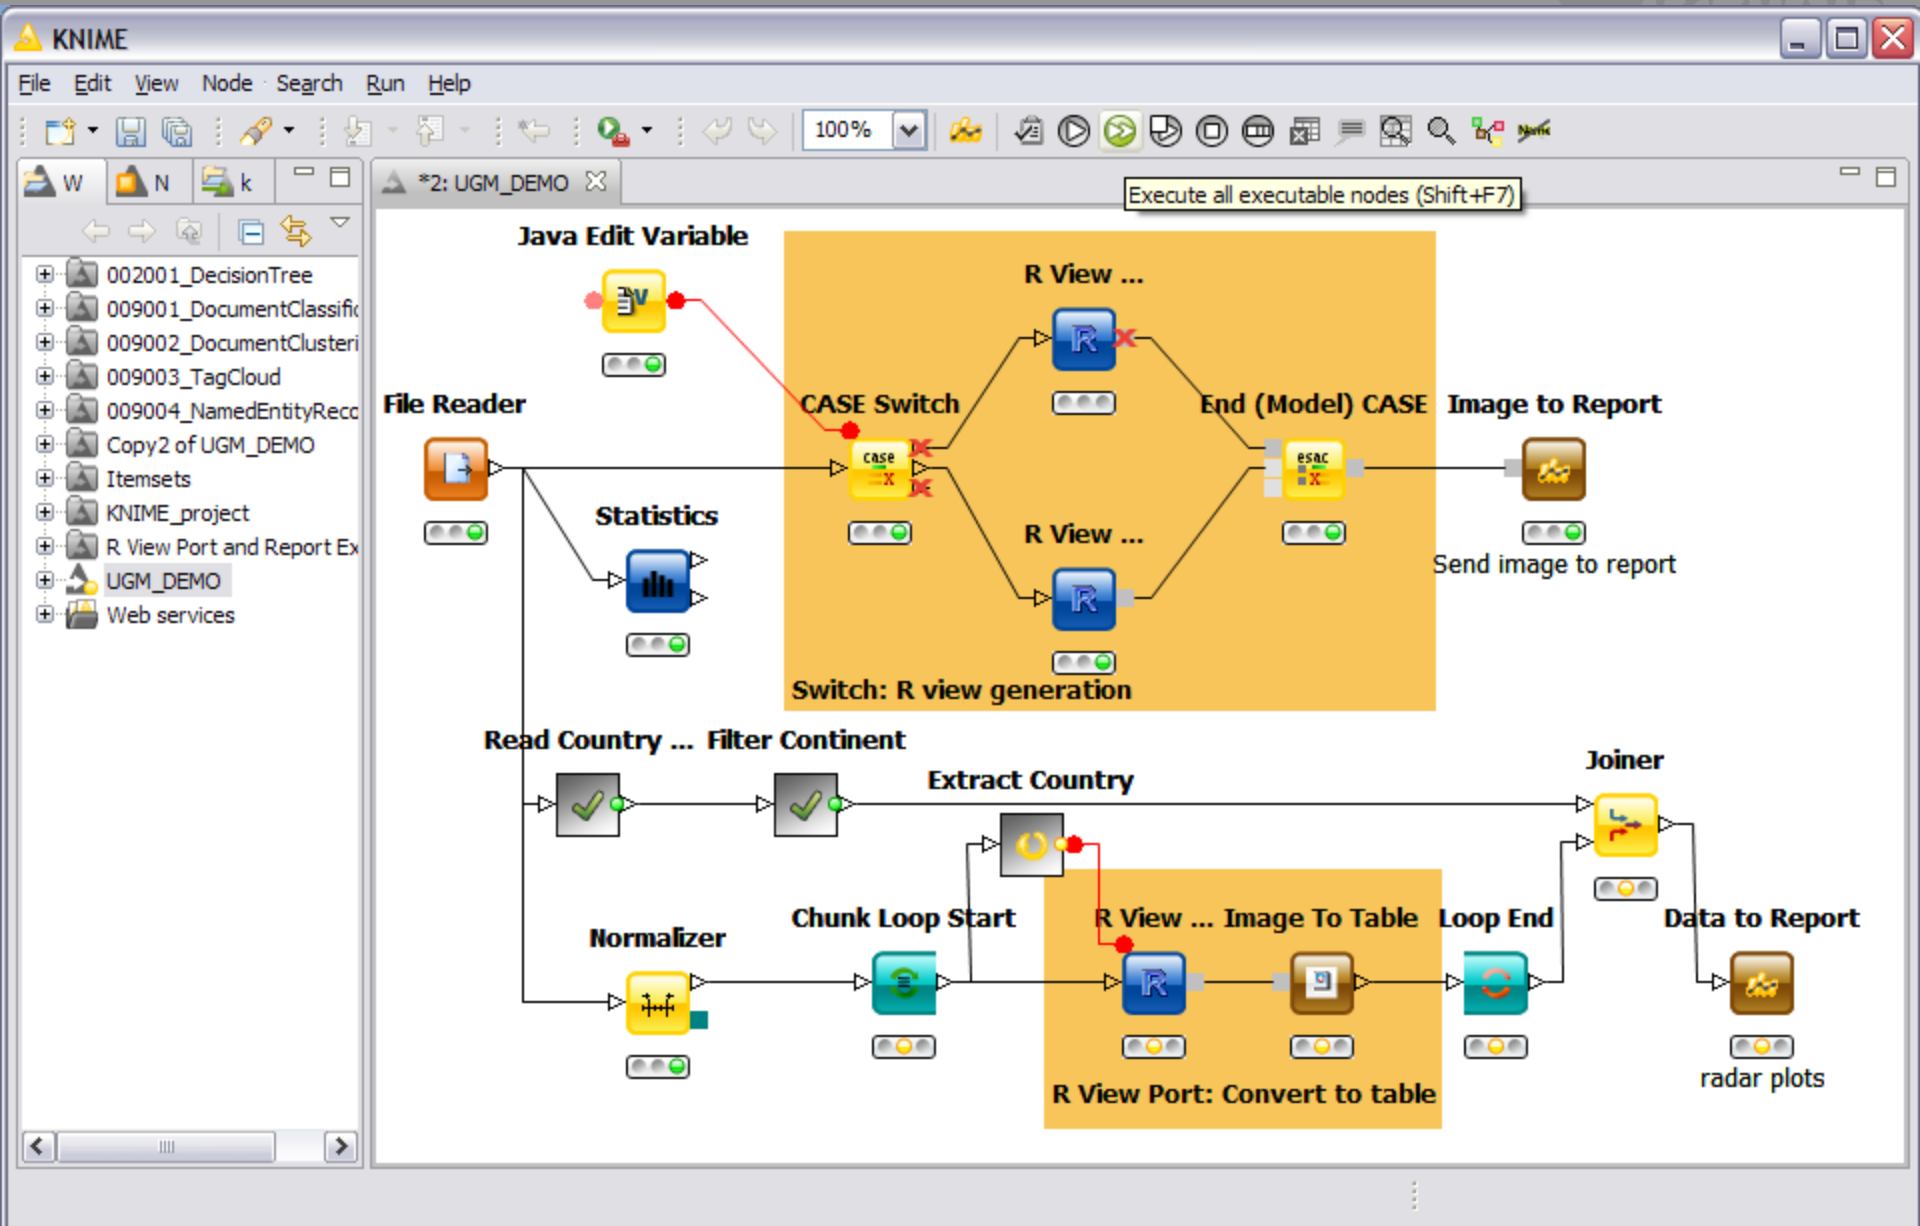 KNIME
File Edit View Node Search Run Help
100%
W N k
*2: UGM_DEMO
Execute all executable nodes (Shift+F7)
002001_DecisionTree
009001_DocumentClassific
009002_DocumentClusteri
009003_TagCloud
009004_NamedEntityReco
Copy2 of UGM_DEMO
Itemsets
KNIME_project
R View Port and Report Ex
UGM_DEMO
Web services
Java Edit Variable
V
R View ...
R
File Reader
CASE Switch
End (Model) CASE
Image to Report
case
esac
Statistics
R View ...
R
Send image to report
Switch: R view generation
Read Country ...
Filter Continent
Extract Country
Joiner
Normalizer
Chunk Loop Start
R View ...
Image To Table
Loop End
Data to Report
R
R View Port: Convert to table
radar plots